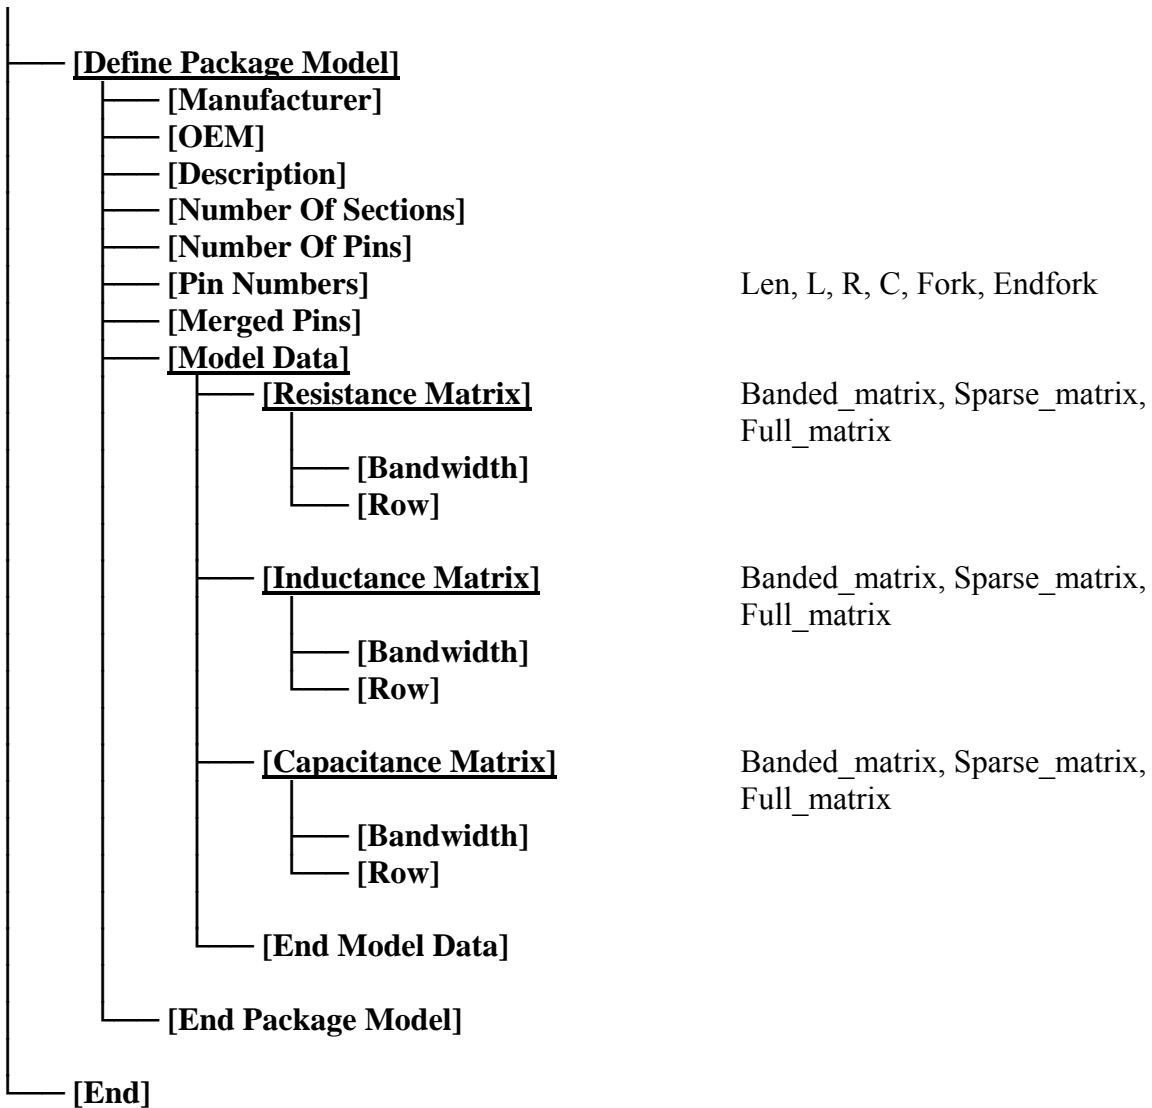 [Define Package Model]
[Manufacturer]
[OEM]
[Description]
[Number Of Sections]
[Number Of Pins]
[Pin Numbers] Len, L, R, C, Fork, Endfork
[Merged Pins]
[Model Data]
[Resistance Matrix] Banded_matrix, Sparse_matrix,
Full_matrix
[Bandwidth]
[Row]
[Inductance Matrix] Banded_matrix, Sparse_matrix,
Full_matrix
[Bandwidth]
[Row]
[Capacitance Matrix] Banded_matrix, Sparse_matrix,
Full_matrix
[Bandwidth]
[Row]
[End Model Data]
[End Package Model]
[End]